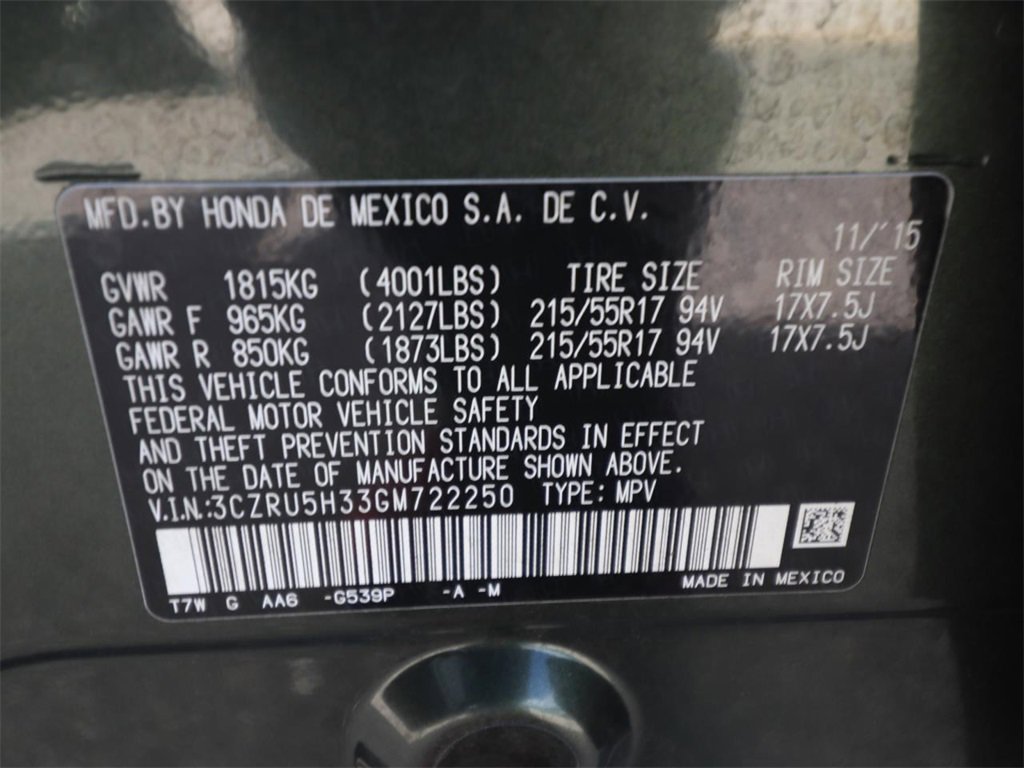 MFD.BY HONDA DE MEXICO S.A. DE C.V.
11/'15
GVWR 1815KG (4001LBS) TIRE SIZE RIM SIZE
GAWR F 965KG (2127LBS) 215/55R17 94V 17X7.5J
GAWR R 850KG (1873LBS) 215/55R17 94V 17X7.5J
THIS VEHICLE CONFORMS TO ALL APPLICABLE
FEDERAL MOTOR VEHICLE SAFETY
AND THEFT PREVENTION STANDARDS IN EFFECT
ON THE DATE OF MANUFACTURE SHOWN ABOVE.
V.I.N.:3CZRU5H33GM722250 TYPE: MPV
MADE IN MEXICO
T7W G AA6 -G539P -A -M